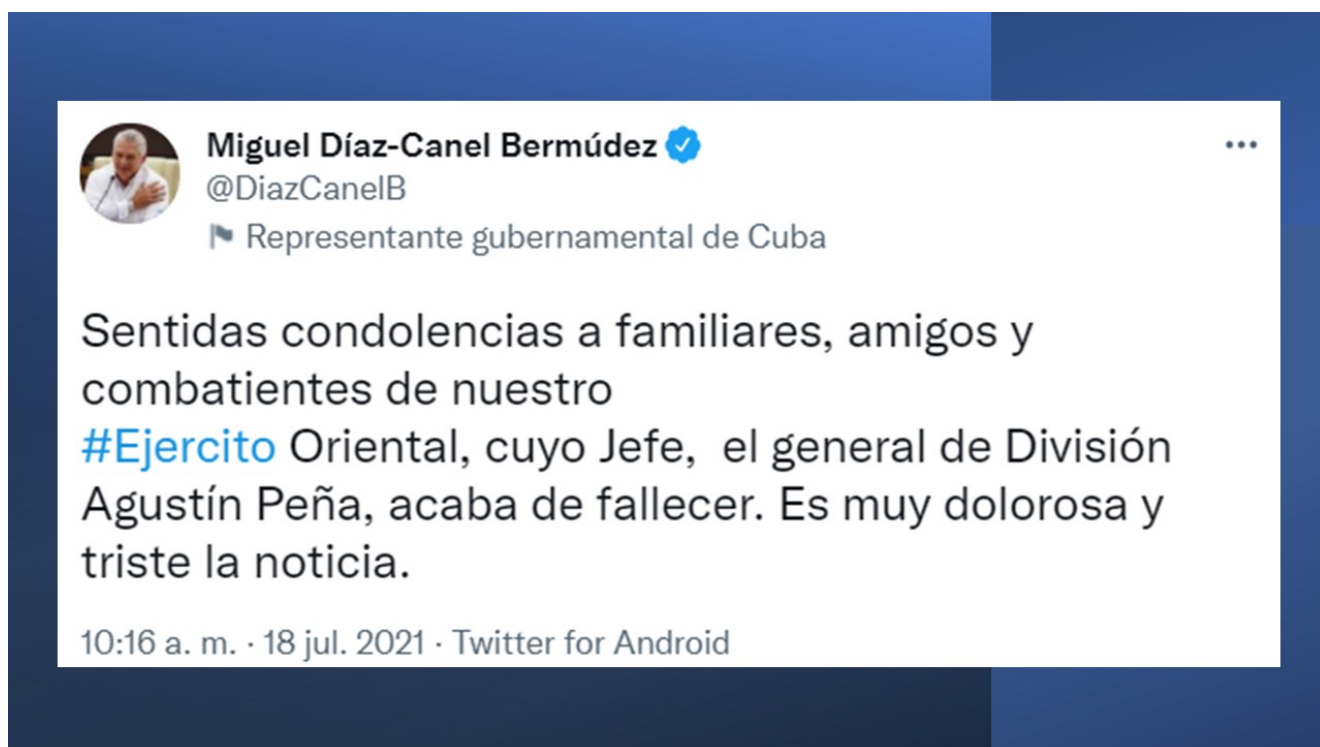 Miguel Díaz-Canel Bermúdez
@DiazCanelB
Representante gubernamental de Cuba
Sentidas condolencias a familiares, amigos y
combatientes de nuestro
#Ejercito Oriental, cuyo Jefe,  el general de División
Agustín Peña, acaba de fallecer. Es muy dolorosa y
triste la noticia.
10:16 a. m. · 18 jul. 2021 · Twitter for Android